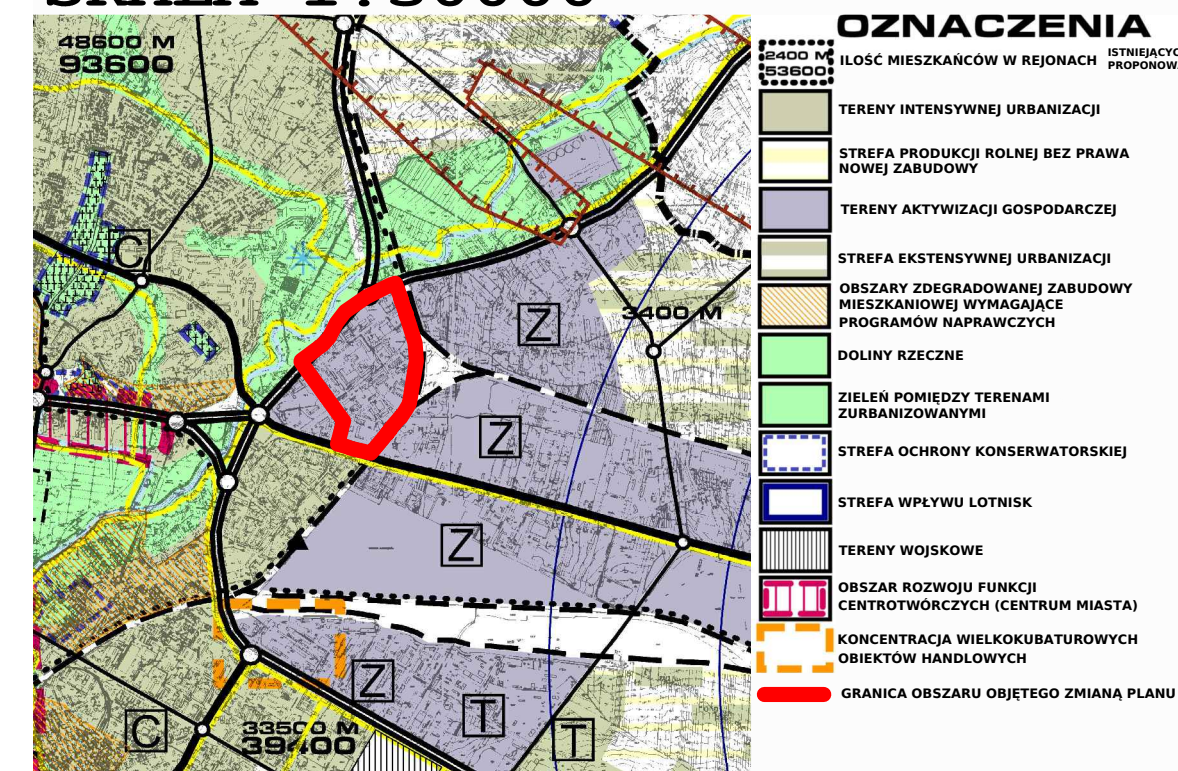 SKALA 1:50000
OZNACZENIA
48600 M
93600
2400 M
53600
ILOŚĆ MIESZKAŃCÓW W REJONACH
TERENY INTENSYWNEJ URBANIZACJI
STREFA PRODUKCJI ROLNEJ BEZ PRAWA
NOWEJ ZABUDOWY
TERENY AKTYWIZACJI GOSPODARCZEJ
C
STREFA EKSTENSYWNEJ URBANIZACJI
OBSZARY ZDEGRADOWANEJ ZABUDOWY
MIESZKANIOWEJ WYMAGAJĄCE
PROGRAMÓW NAPRAWCZYCH
Z
3400 M
DOLINY RZECZNE
ZIELEŃ POMIĘDZY TERENAMI
ZURBANIZOWANYMI
Z
STREFA OCHRONY KONSERWATORSKIEJ
STREFA WPŁYWU LOTNISK
Z
TERENY WOJSKOWE
OBSZAR ROZWOJU FUNKCJI
CENTROTWÓRCZYCH (CENTRUM MIASTA)
KONCENTRACJA WIELKOKUBATUROWYCH
OBIEKTÓW HANDLOWYCH
Z
GRANICA OBSZARU OBJĘTEGO ZMIANĄ PLANU
T
C
33500 M
39400
T